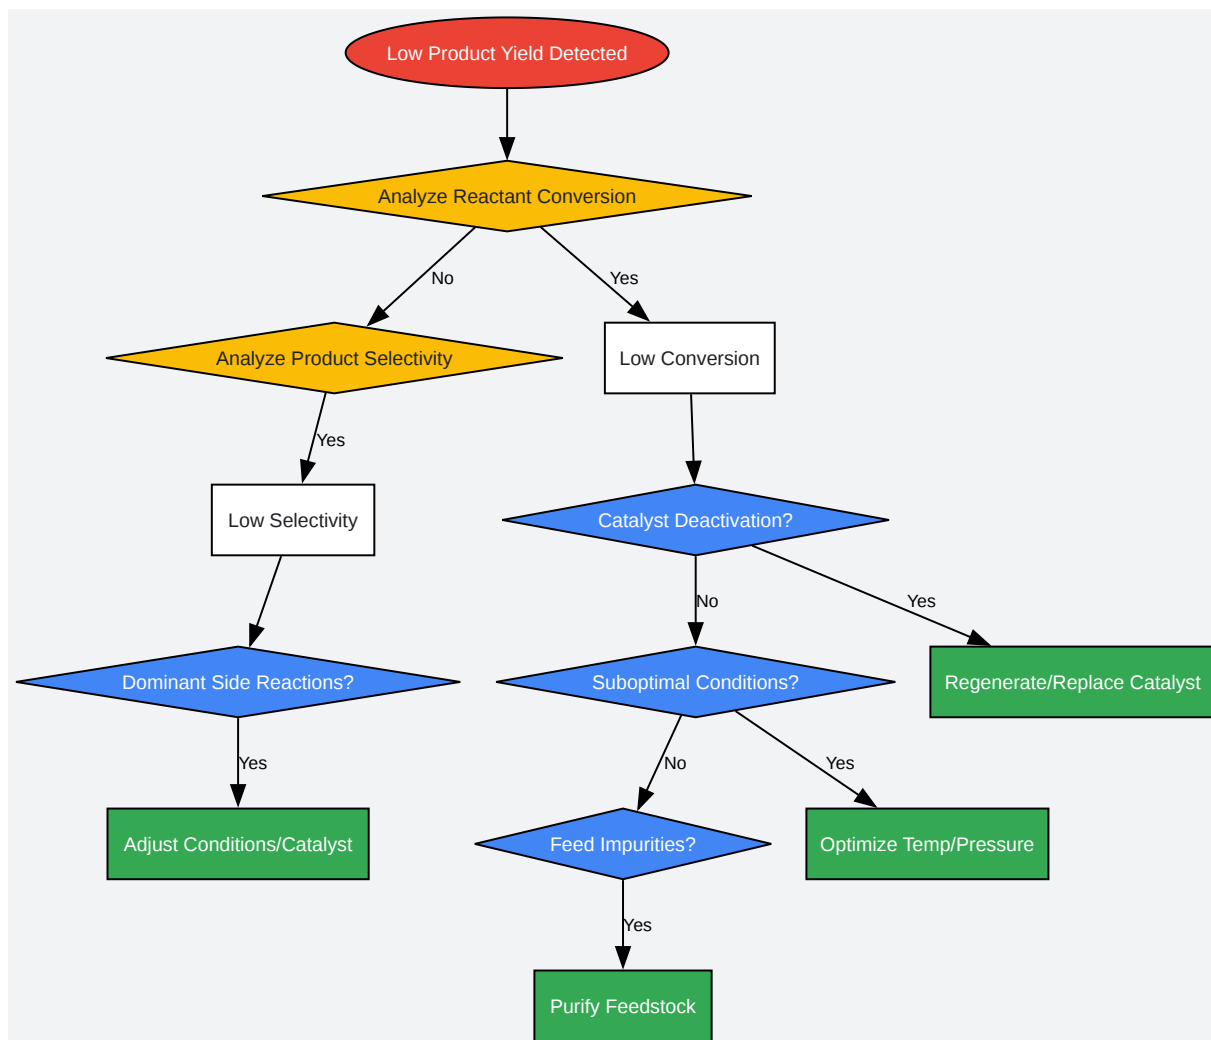 Low Product Yield Detected
Analyze Reactant Conversion
No
Yes
Analyze Product Selectivity
Low Conversion
Yes
Low Selectivity
Catalyst Deactivation?
No
Yes
Dominant Side Reactions?
Suboptimal Conditions?
Regenerate/Replace Catalyst
Yes
No
Yes
Adjust Conditions/Catalyst
Feed Impurities?
Optimize Temp/Pressure
Yes
Purify Feedstock